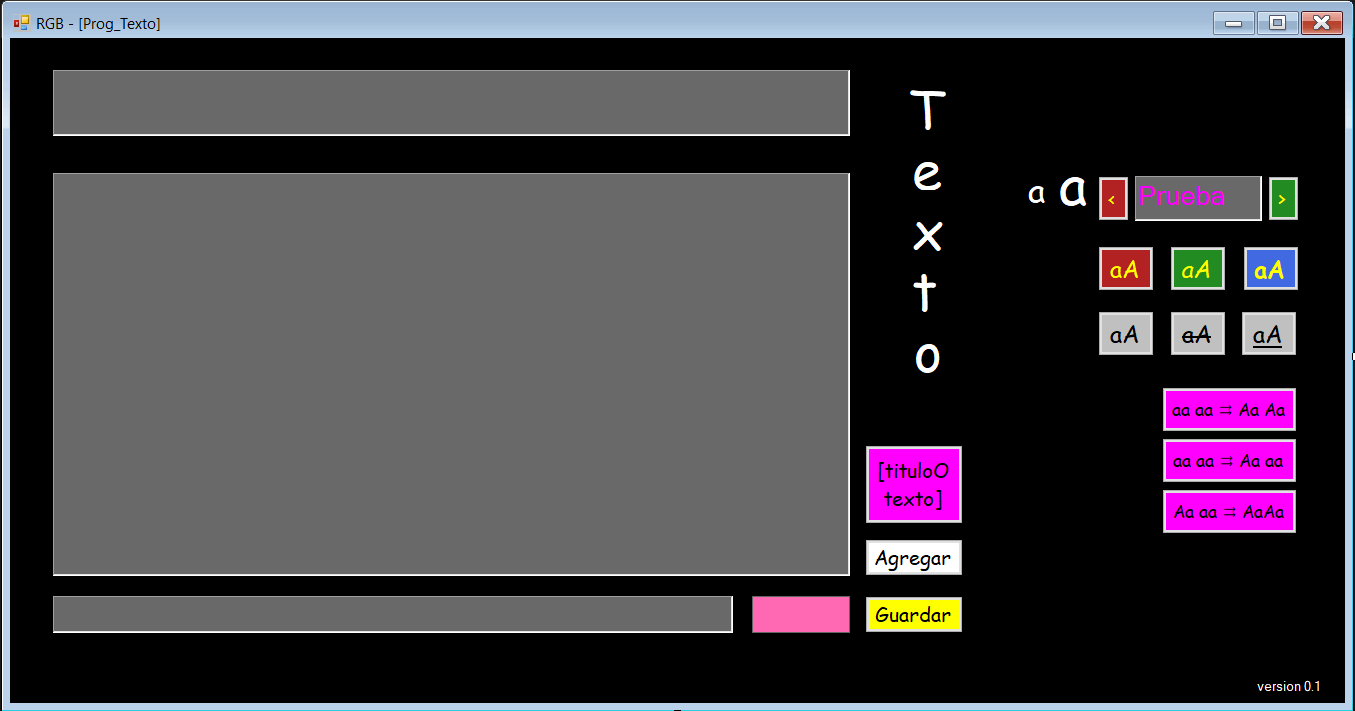 RGB - [Prog_Texto]
T
e
x
t
o
a a < Prueba >
aA aA aA
aA aA aA
aa aa ⇉ Aa Aa
aa aa ⇉ Aa aa
Aa aa ⇉ AaAa
[tituloO
texto]
Agregar
Guardar
version 0.1